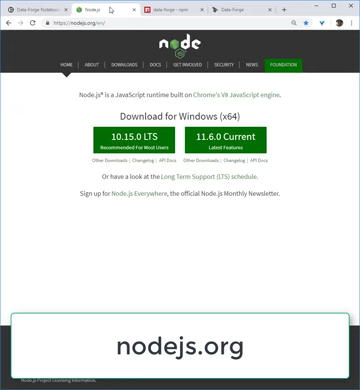 Data-Forge Notebook
Node.js
data-forge - npm
Data-Forge
https://nodejs.org/en/
node
JS
HOME
ABOUT
DOWNLOADS
DOCS
GET INVOLVED
SECURITY
NEWS
FOUNDATION
Node.js® is a JavaScript runtime built on Chrome's V8 JavaScript engine.
Download for Windows (x64)
10.15.0 LTS
Recommended For Most Users
11.6.0 Current
Latest Features
Other Downloads | Changelog | API Docs
Other Downloads | Changelog | API Docs
Or have a look at the Long Term Support (LTS) schedule.
Sign up for Node.js Everywhere, the official Node.js Monthly Newsletter.
nodejs.org
Node.js Project Licensing Information.